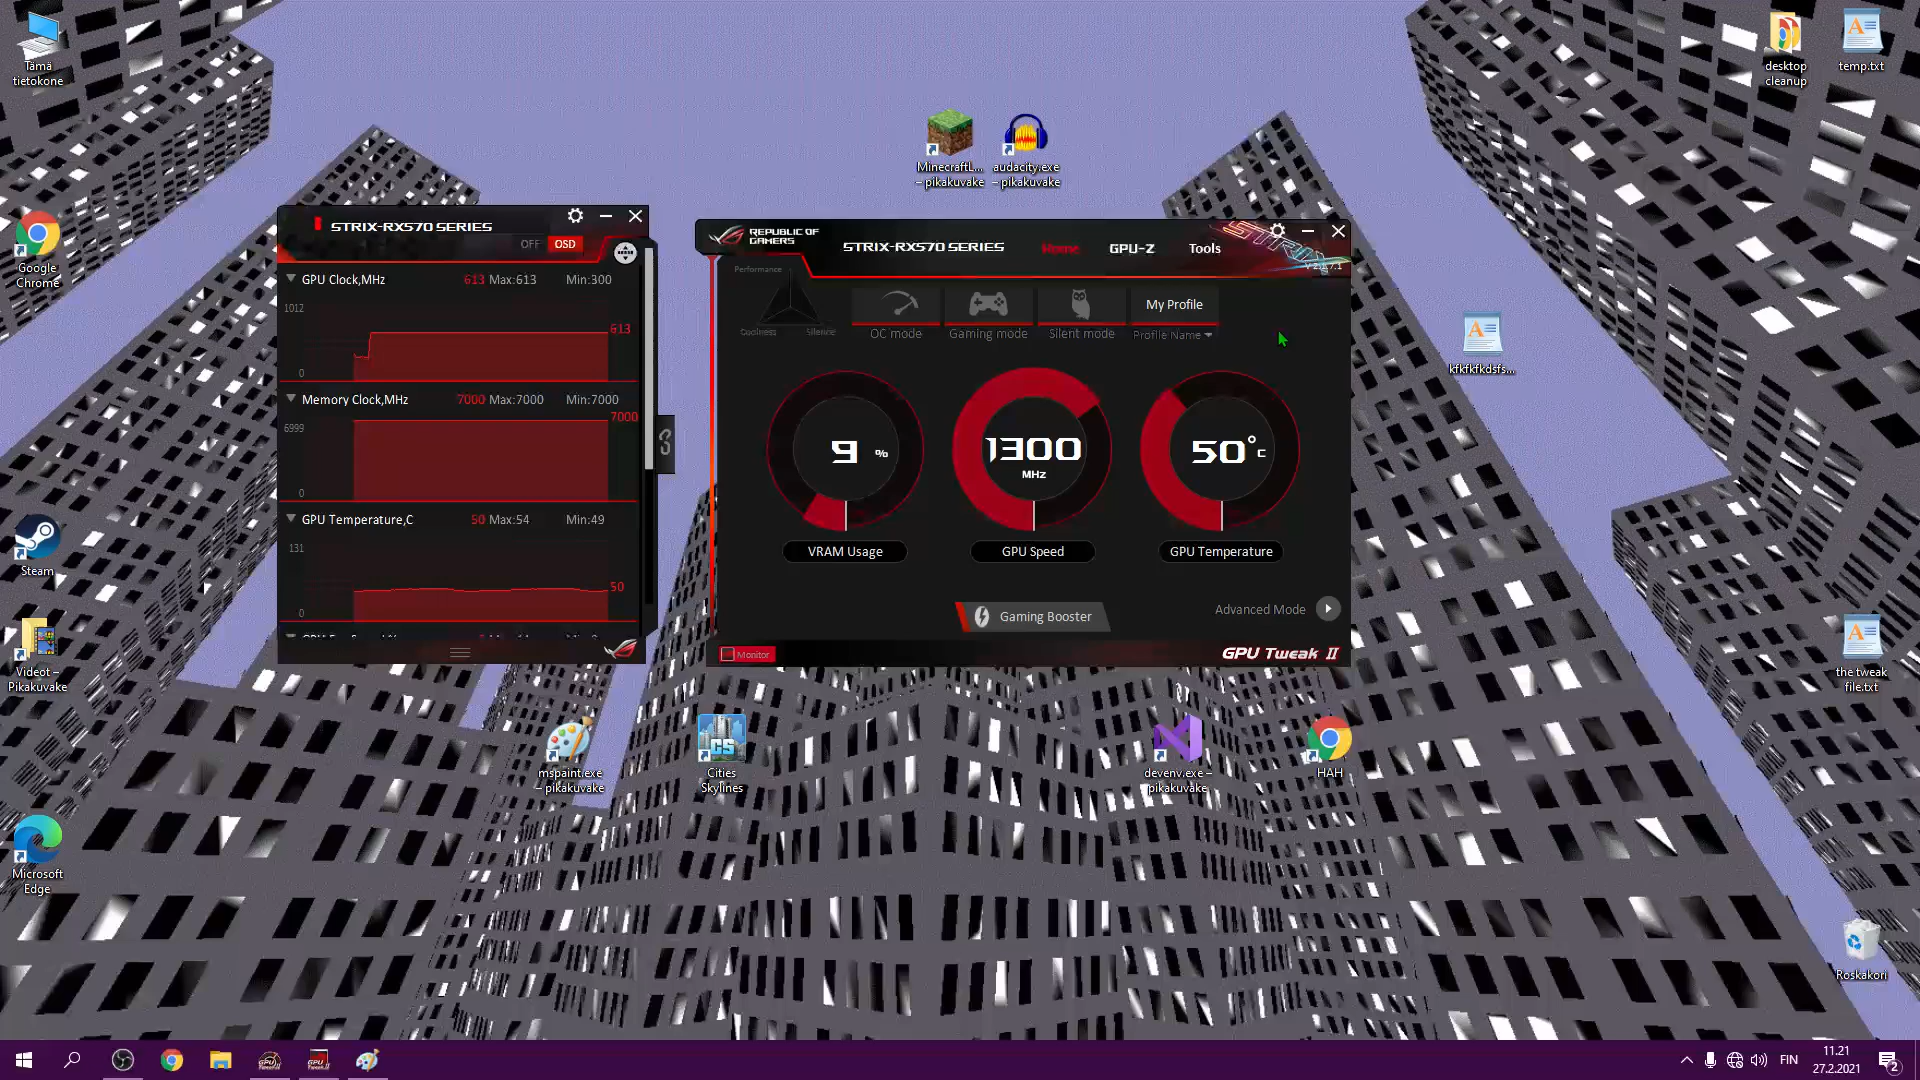 Tämä
tietokone
desktop
cleanup
temp.txt
MinecraftL...
– pikakuvake
audacity.exe
– pikakuvake
Google
Chrome
Steam
Videot –
Pikakuvake
Microsoft
Edge
STRIX-RX570 SERIES
OFF OSD
GPU Clock,MHz 613 Max:613 Min:300
1012
613
0
Memory Clock,MHz 7000 Max:7000 Min:7000
7000
6999
0
GPU Temperature,C 50 Max:54 Min:49
131
50
0
REPUBLIC OF
GAMERS
STRIX-RX570 SERIES Home GPU-Z Tools
Performance
Coolness Silence
OC mode
Gaming mode
Silent mode
My Profile
Profile Name
9 %
VRAM Usage
1300
MHz
GPU Speed
50°C
GPU Temperature
Gaming Booster
Advanced Mode
Monitor
GPU Tweak II
kfkfkfkdsfs...
the tweak
file.txt
mspaint.exe
– pikakuvake
CS
Cities
Skylines
devenv.exe –
pikakuvake
HAH
Roskakori
FIN
11.21
27.2.2021
2